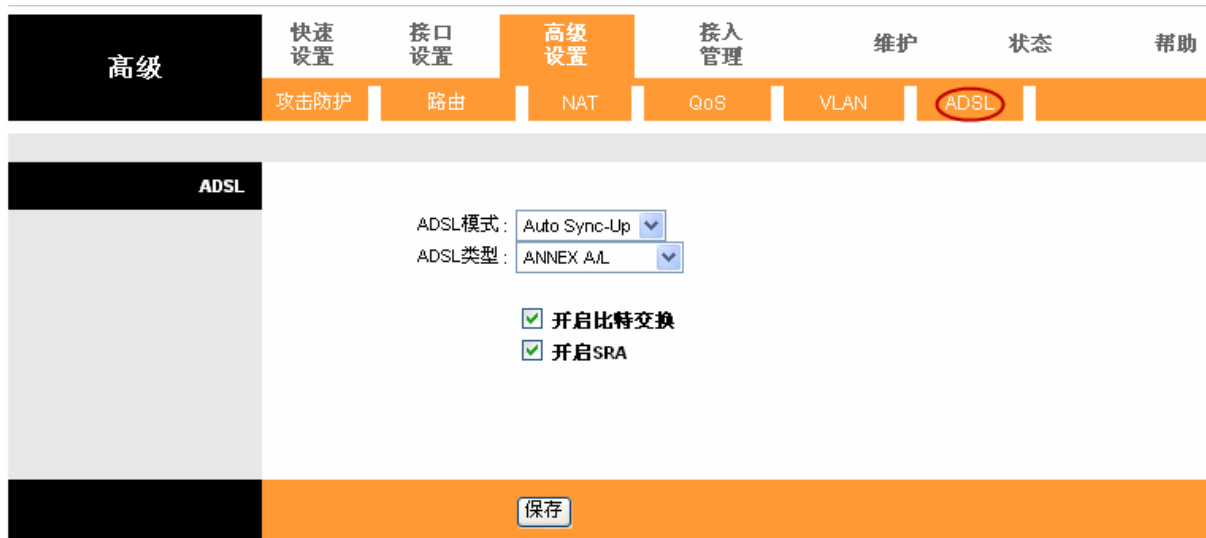 高级
快速设置
接口设置
高级设置
接入管理
维护
状态
帮助
攻击防护
路由
NAT
QoS
VLAN
ADSL
ADSL
ADSL模式: Auto Sync-Up
ADSL类型: ANNEX A/L
开启比特交换
开启SRA
保存